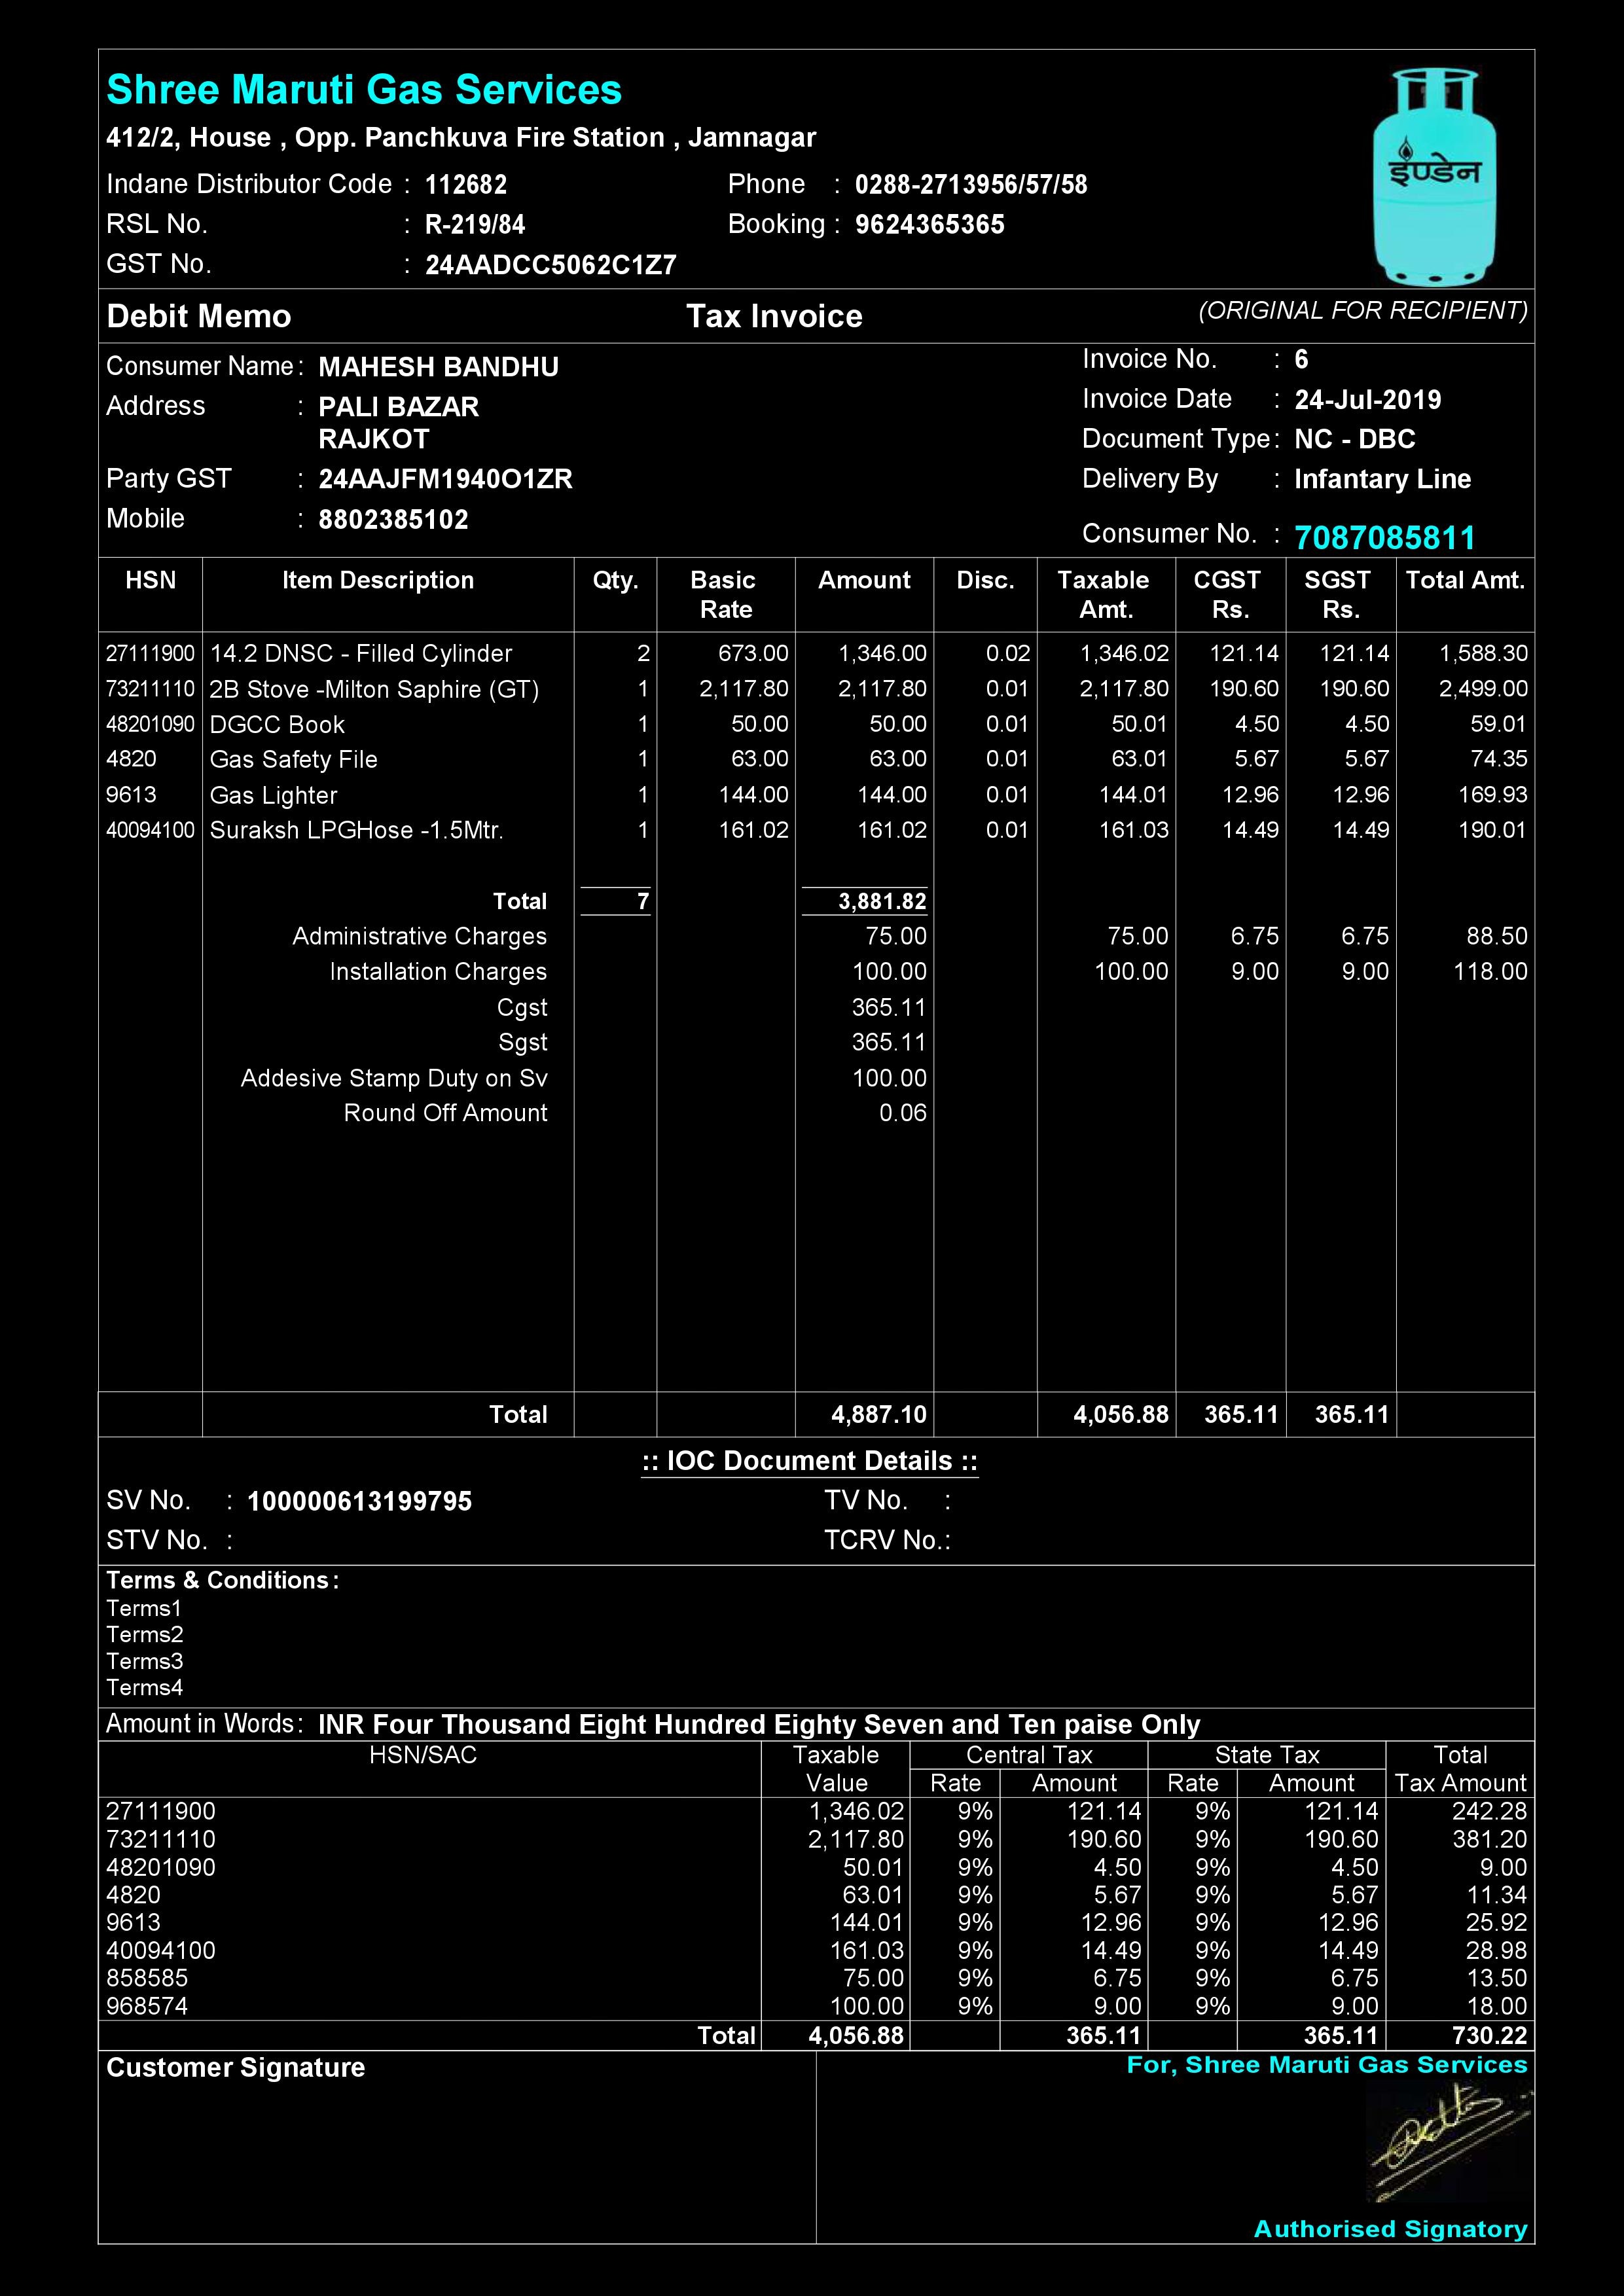 Shree Maruti Gas Services
412/2, House , Opp. Panchkuva Fire Station , Jamnagar
इण्डेन
Indane Distributor Code : 112682 Phone : 0288-2713956/57/58
RSL No. : R-219/84 Booking : 9624365365
GST No. : 24AADCC5062C1Z7
Debit Memo Tax Invoice (ORIGINAL FOR RECIPIENT)
Consumer Name : MAHESH BANDHU Invoice No. : 6
Address : PALI BAZAR Invoice Date : 24-Jul-2019
RAJKOT Document Type : NC - DBC
Party GST : 24AAJFM1940O1ZR Delivery By : Infantary Line
Mobile : 8802385102 Consumer No. : 7087085811
HSN Item Description Qty. Basic Rate Amount Disc. Taxable Amt. CGST Rs. SGST Rs. Total Amt.
27111900 14.2 DNSC - Filled Cylinder 2 673.00 1,346.00 0.02 1,346.02 121.14 121.14 1,588.30
73211110 2B Stove -Milton Saphire (GT) 1 2,117.80 2,117.80 0.01 2,117.80 190.60 190.60 2,499.00
48201090 DGCC Book 1 50.00 50.00 0.01 50.01 4.50 4.50 59.01
4820 Gas Safety File 1 63.00 63.00 0.01 63.01 5.67 5.67 74.35
9613 Gas Lighter 1 144.00 144.00 0.01 144.01 12.96 12.96 169.93
40094100 Suraksh LPGHose -1.5Mtr. 1 161.02 161.02 0.01 161.03 14.49 14.49 190.01
Total 7 3,881.82
Administrative Charges 75.00 75.00 6.75 6.75 88.50
Installation Charges 100.00 100.00 9.00 9.00 118.00
Cgst 365.11
Sgst 365.11
Addesive Stamp Duty on Sv 100.00
Round Off Amount 0.06
Total 4,887.10 4,056.88 365.11 365.11
:: IOC Document Details ::
SV No. : 100000613199795 TV No. :
STV No. : TCRV No.:
Terms & Conditions :
Terms1
Terms2
Terms3
Terms4
Amount in Words : INR Four Thousand Eight Hundred Eighty Seven and Ten paise Only
HSN/SAC Taxable Central Tax State Tax Total
Value Rate Amount Rate Amount Tax Amount
27111900 1,346.02 9% 121.14 9% 121.14 242.28
73211110 2,117.80 9% 190.60 9% 190.60 381.20
48201090 50.01 9% 4.50 9% 4.50 9.00
4820 63.01 9% 5.67 9% 5.67 11.34
9613 144.01 9% 12.96 9% 12.96 25.92
40094100 161.03 9% 14.49 9% 14.49 28.98
858585 75.00 9% 6.75 9% 6.75 13.50
968574 100.00 9% 9.00 9% 9.00 18.00
Total 4,056.88 365.11 365.11 730.22
Customer Signature For, Shree Maruti Gas Services
Authorised Signatory